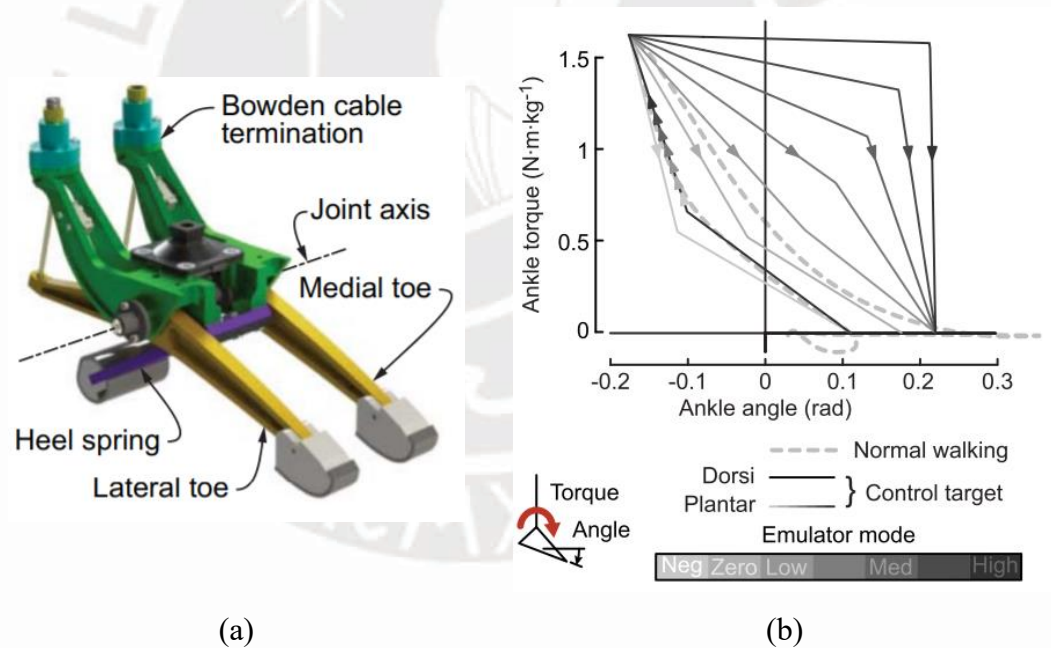 Bowden cable
termination
Joint axis
Medial toe
Heel spring
Lateral toe
(a)
Ankle torque (N·m·kg-1)
1.5
1
0.5
0
-0.2
-0.1
0
0.1
0.2
0.3
Ankle angle (rad)
Normal walking
Dorsi
Plantar
} Control target
Torque
Angle
Emulator mode
Neg Zero Low Med High
(b)